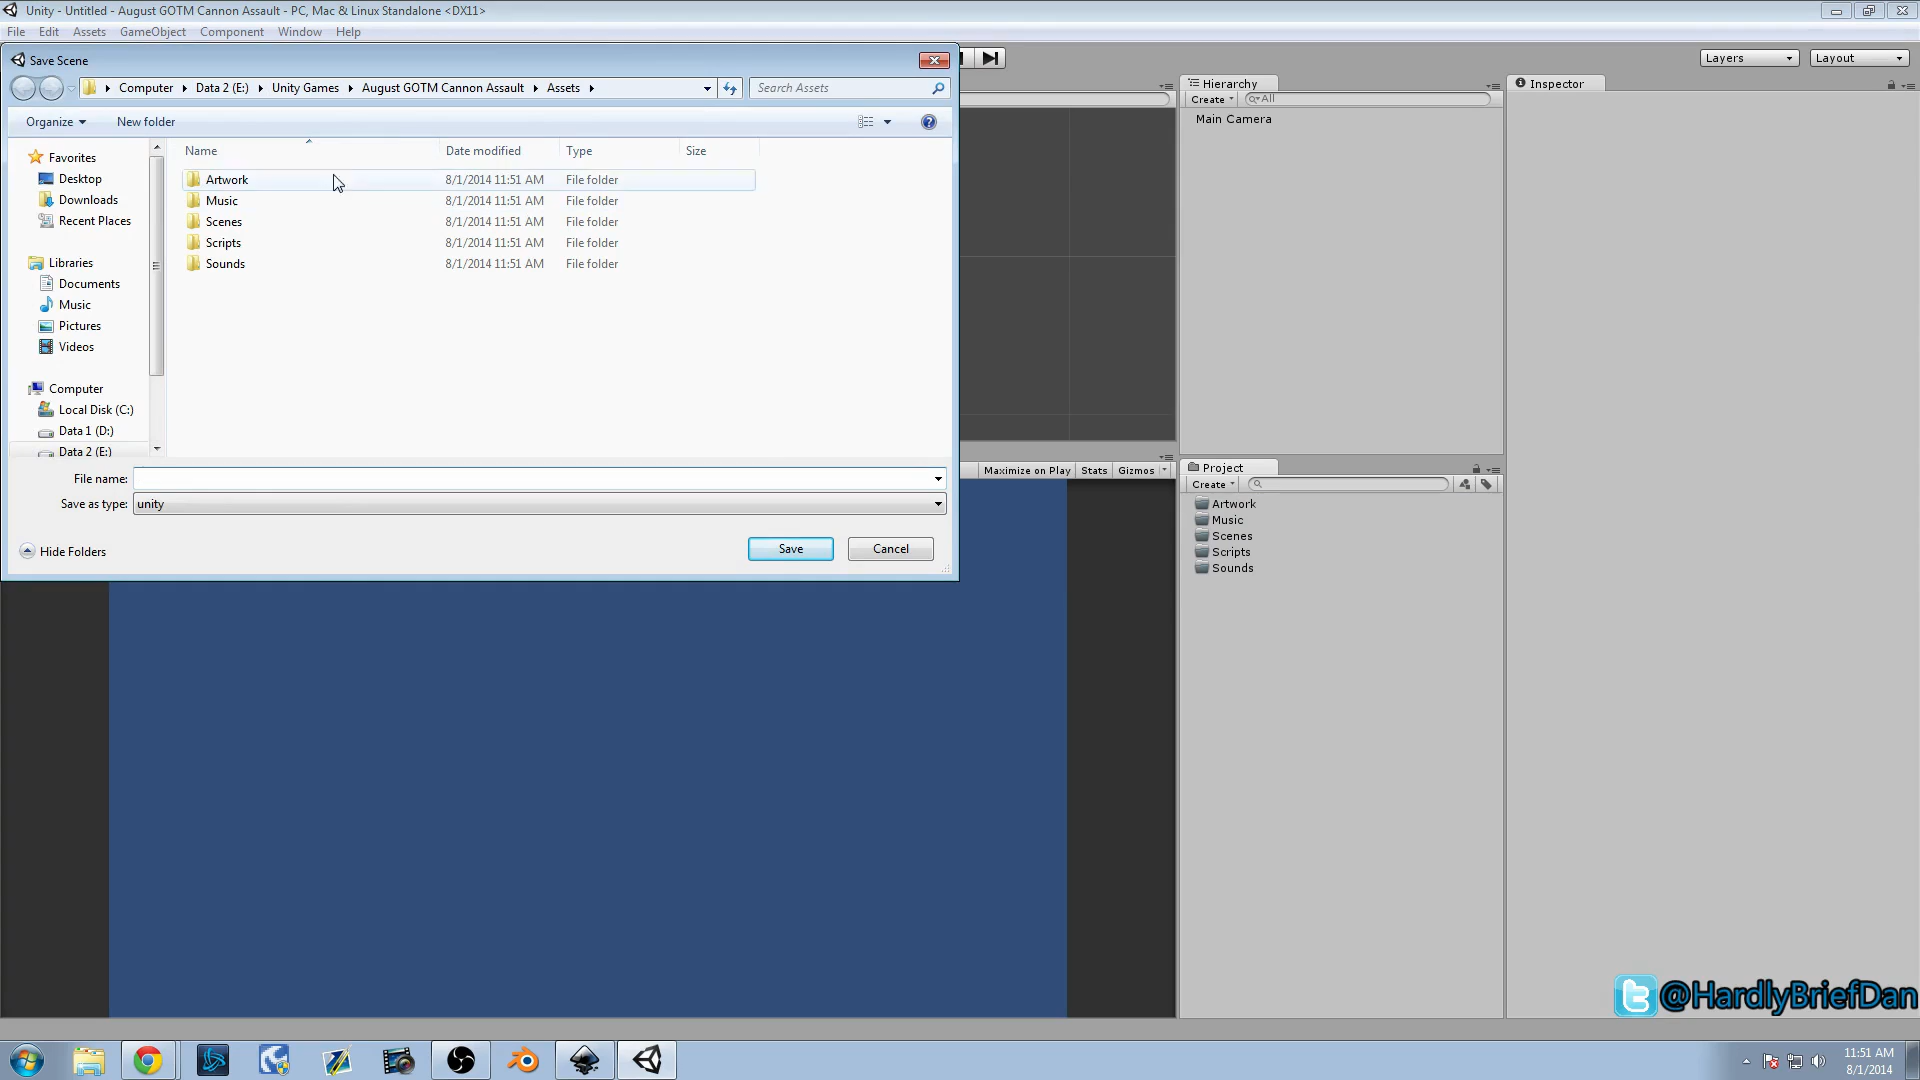 Unity - Untitled - August GOTM Cannon Assault - PC, Mac & Linux Standalone <DX11>
File Edit Assets GameObject Component Window Help
Save Scene
Layers
Layout
Computer Data 2 (E:) Unity Games August GOTM Cannon Assault Assets
Search Assets
Hierarchy
Inspector
Create
All
Organize
New folder
Main Camera
Name Date modified Type Size
Favorites
Desktop
Downloads
Recent Places
Libraries
Documents
Music
Pictures
Videos
Computer
Local Disk (C:)
Data 1 (D:)
Data 2 (E:)
Artwork 8/1/2014 11:51 AM File folder
Music 8/1/2014 11:51 AM File folder
Scenes 8/1/2014 11:51 AM File folder
Scripts 8/1/2014 11:51 AM File folder
Sounds 8/1/2014 11:51 AM File folder
File name:
Save as type: unity
Hide Folders
Save
Cancel
Maximize on Play Stats Gizmos
Project
Create
Artwork
Music
Scenes
Scripts
Sounds
@HardlyBriefDan
11:51 AM
8/1/2014